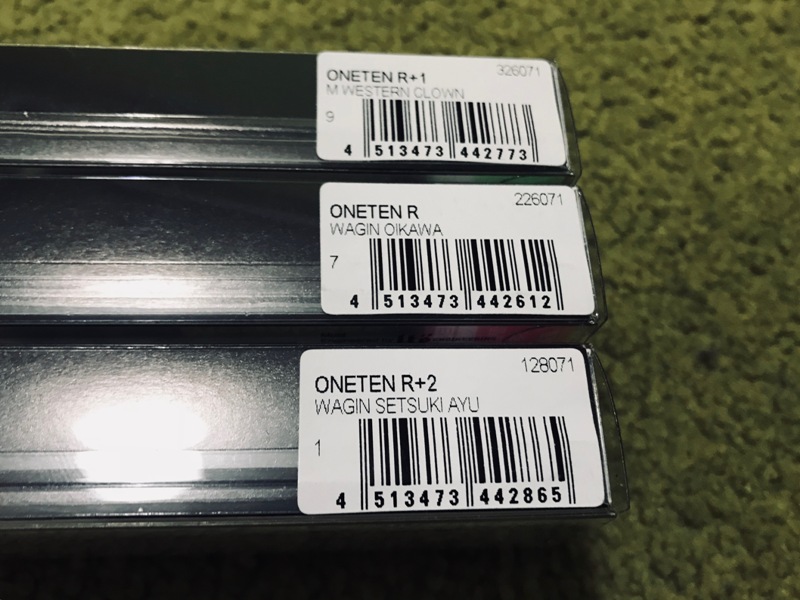 ONETEN R+1 326071
M WESTERN CLOWN
9
4 513473 442773
ONETEN R 226071
WAGIN OIKAWA
7
4 513473 442612
ONETEN R+2 128071
WAGIN SETSUKI AYU
1
4 513473 442865